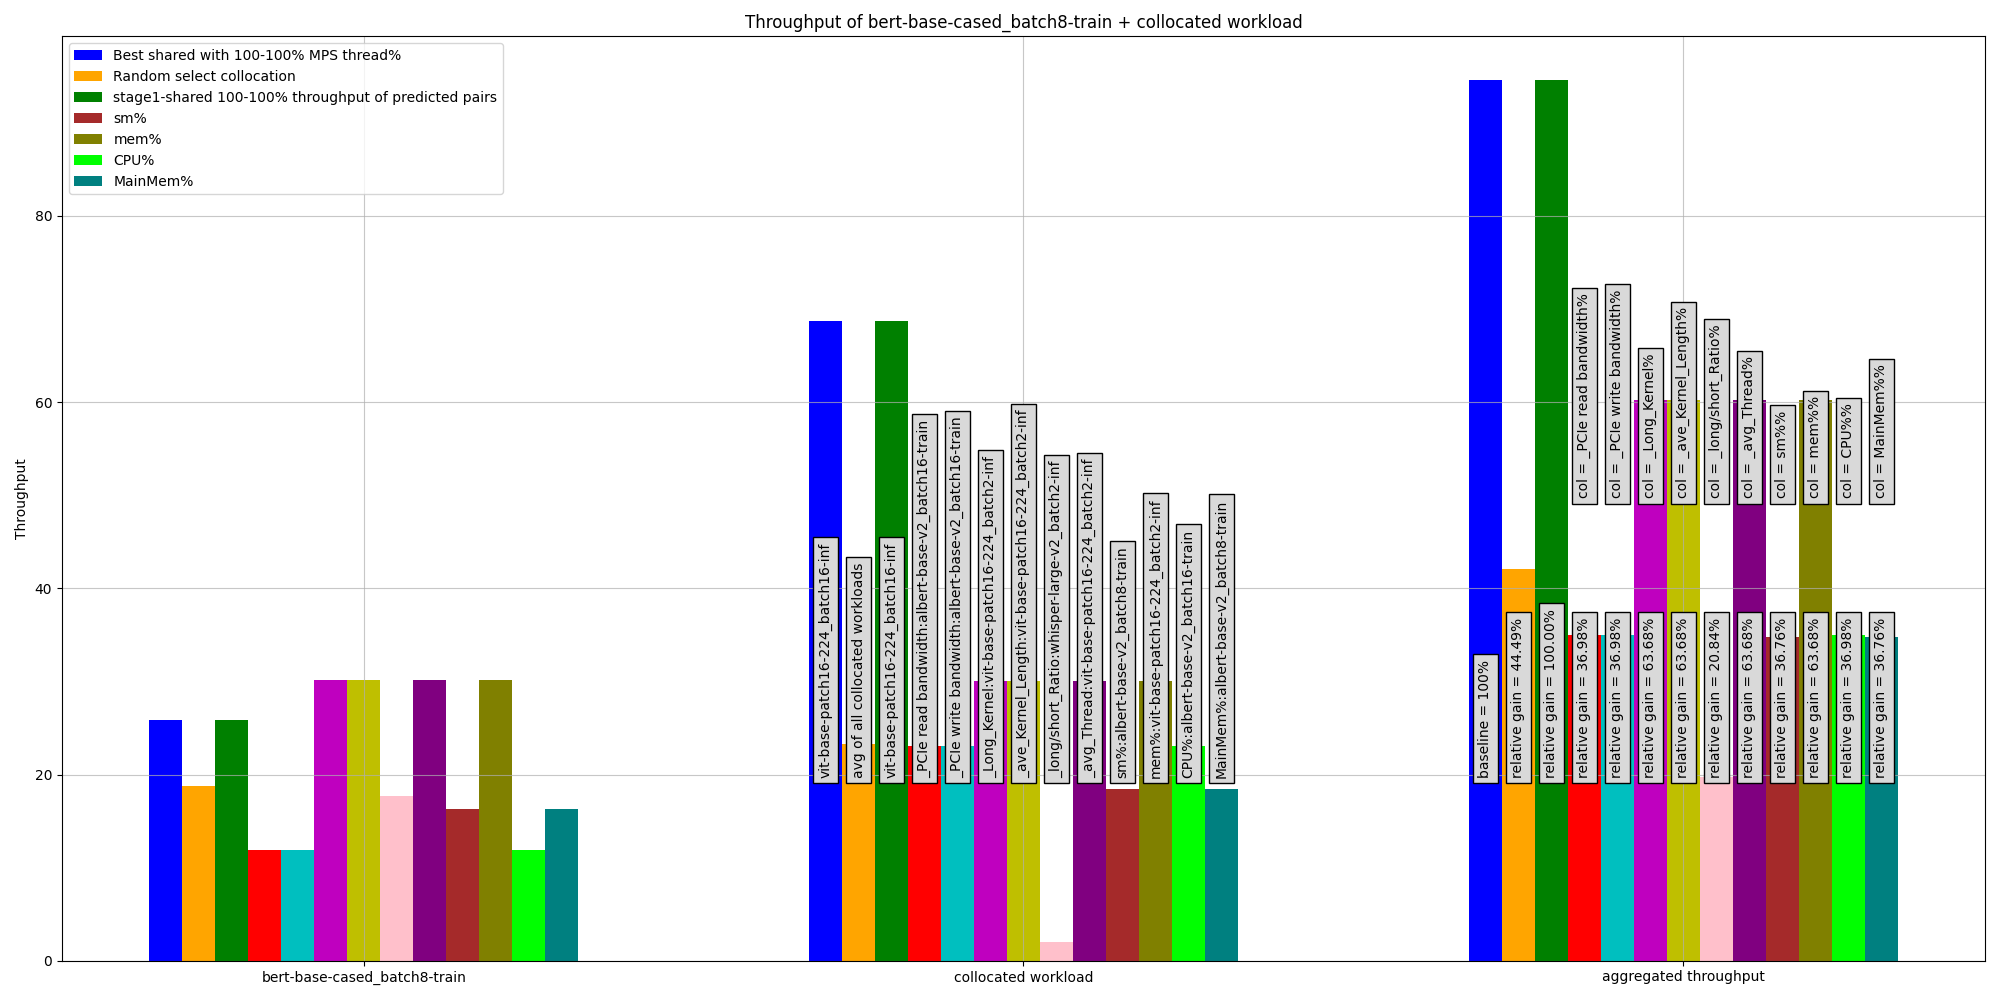 Throughput of bert-base-cased_batch8-train + collocated workload
Best shared with 100-100% MPS thread%
Random select collocation
stage1-shared 100-100% throughput of predicted pairs
sm%
mem%
CPU%
MainMem%
Throughput
80
60
40
20
0
vit-base-patch16-224_batch16-inf
avg of all collocated workloads
vit-base-patch16-224_batch16-inf
_PCIe read bandwidth:albert-base-v2_batch16-train
_PCIe write bandwidth:albert-base-v2_batch16-train
_Long_Kernel:vit-base-patch16-224_batch2-inf
_ave_Kernel_Length:vit-base-patch16-224_batch2-inf
_long/short_Ratio:whisper-large-v2_batch2-inf
_avg_Thread:vit-base-patch16-224_batch2-inf
sm%:albert-base-v2_batch8-train
mem%:vit-base-patch16-224_batch2-inf
CPU%:albert-base-v2_batch16-train
MainMem%:albert-base-v2_batch8-train
col = _PCIe read bandwidth%
col = _PCIe write bandwidth%
col = _Long_Kernel%
col = _ave_Kernel_Length%
col = _long/short_Ratio%
col = _avg_Thread%
col = sm%%
col = mem%%
col = CPU%%
col = MainMem%%
baseline = 100%
relative gain = 44.49%
relative gain = 100.00%
relative gain = 36.98%
relative gain = 36.98%
relative gain = 63.68%
relative gain = 63.68%
relative gain = 20.84%
relative gain = 63.68%
relative gain = 36.76%
relative gain = 63.68%
relative gain = 36.98%
relative gain = 36.76%
bert-base-cased_batch8-train
collocated workload
aggregated throughput